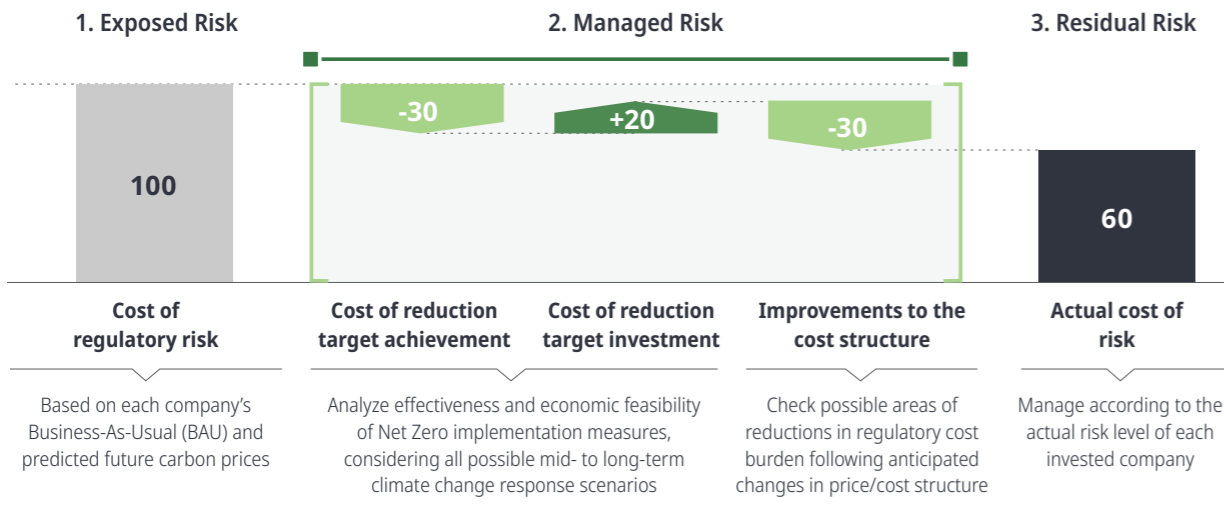 1. Exposed Risk
2. Managed Risk
3. Residual Risk
100
-30
+20
-30
60
Cost of
regulatory risk
Cost of reduction
target achievement
Cost of reduction
target investment
Improvements to the
cost structure
Actual cost of
risk
Based on each company’s
Business-As-Usual (BAU) and
predicted future carbon prices
Analyze effectiveness and economic feasibility
of Net Zero implementation measures,
considering all possible mid- to long-term
climate change response scenarios
Check possible areas of
reductions in regulatory cost
burden following anticipated
changes in price/cost structure
Manage according to the
actual risk level of each
invested company